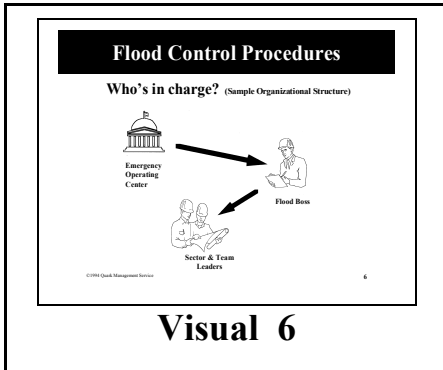 Flood Control Procedures
Who's in charge? (Sample Organizational Structure)
Emergency
Operating
Center
Flood Boss
Sector & Team
Leaders
©1994 Quark Management Service
6
Visual 6